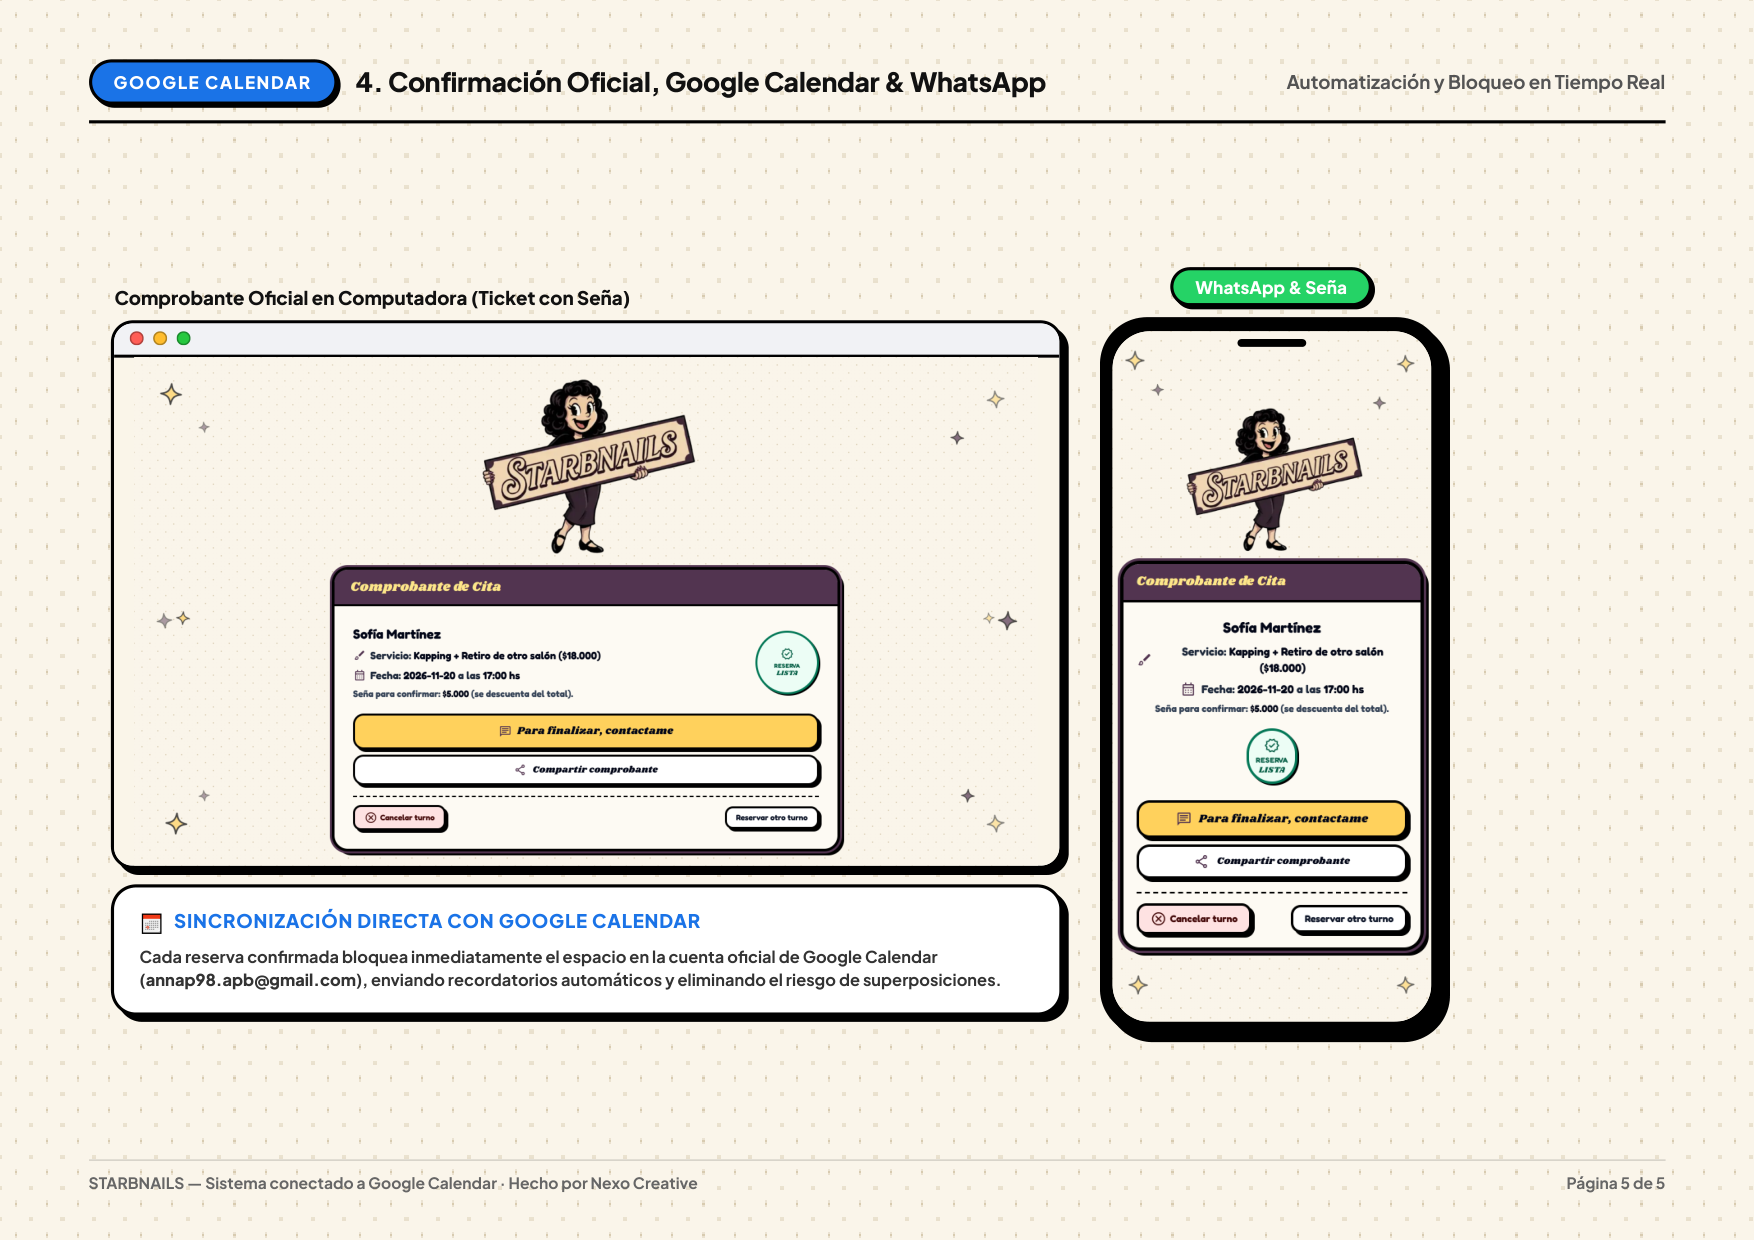 GOOGLE CALENDAR
4. Confirmación Oficial, Google Calendar & WhatsApp
Automatización y Bloqueo en Tiempo Real
Comprobante Oficial en Computadora (Ticket con Seña)
STARBNAILS
Comprobante de Cita
Sofía Martínez
Servicio: Kapping + Retiro de otro salón ($18.000)
Fecha: 2026-11-20 a las 17:00 hs
Seña para confirmar: $5.000 (se descuenta del total).
RESERVA
LISTA
Para finalizar, contactame
Compartir comprobante
Cancelar turno
Reservar otro turno
SINCRONIZACIÓN DIRECTA CON GOOGLE CALENDAR
Cada reserva confirmada bloquea inmediatamente el espacio en la cuenta oficial de Google Calendar
(annap98.apb@gmail.com), enviando recordatorios automáticos y eliminando el riesgo de superposiciones.
WhatsApp & Seña
STARBNAILS
Comprobante de Cita
Sofía Martínez
Servicio: Kapping + Retiro de otro salón
($18.000)
Fecha: 2026-11-20 a las 17:00 hs
Seña para confirmar: $5.000 (se descuenta del total).
RESERVA
LISTA
Para finalizar, contactame
Compartir comprobante
Cancelar turno
Reservar otro turno
STARBNAILS — Sistema conectado a Google Calendar · Hecho por Nexo Creative
Página 5 de 5